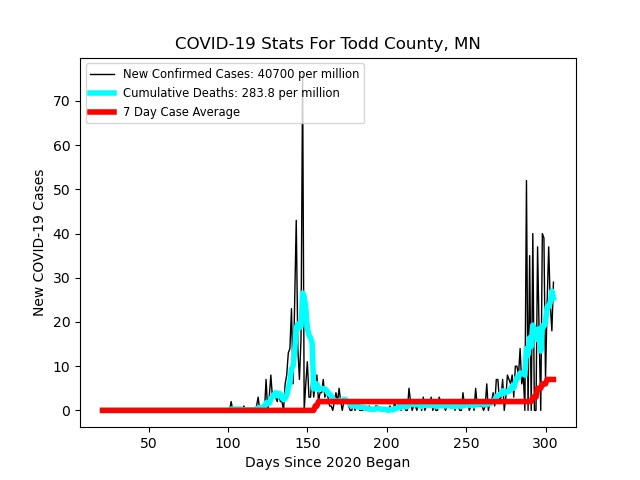 COVID-19 Stats For Todd County, MN
New Confirmed Cases: 40700 per million
Cumulative Deaths: 283.8 per million
7 Day Case Average
70
60
50
40
30
20
10
0
New COVID-19 Cases
50 100 150 200 250 300
Days Since 2020 Began